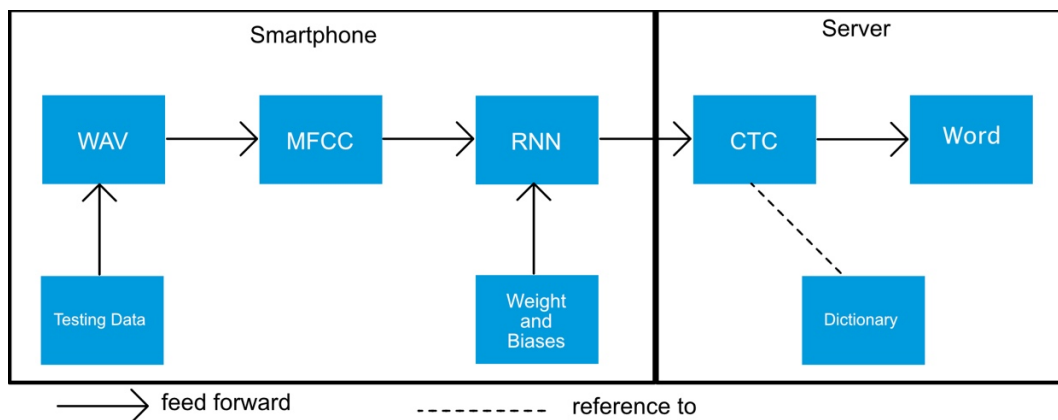 Smartphone
Server
WAV
MFCC
RNN
CTC
Word
Testing Data
Weight
and
Biases
Dictionary
feed forward
reference to